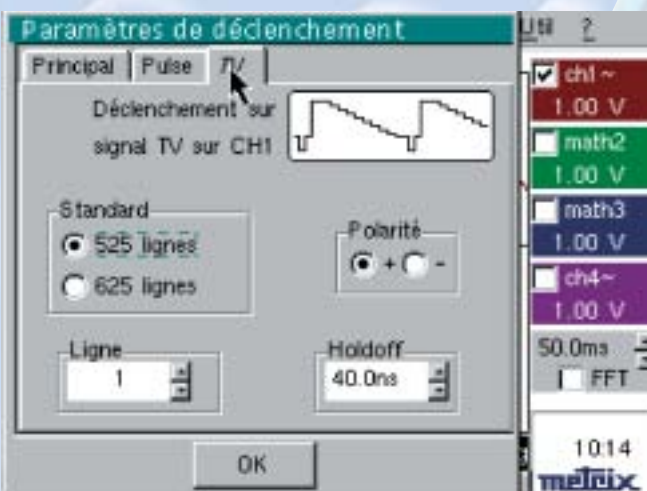 Paramètres de déclenchement
Principal
Pulse
TV
Déclenchement sur
signal TV sur CH1
Standard
525 lignes
625 lignes
Polarité
+
-
Ligne
1
Holdoff
40.0ns
OK
Util ?
ch1 ~
1.00 V
math2
1.00 V
math3
1.00 V
ch4~
1.00 V
50.0ms
FFT
10:14
metrix